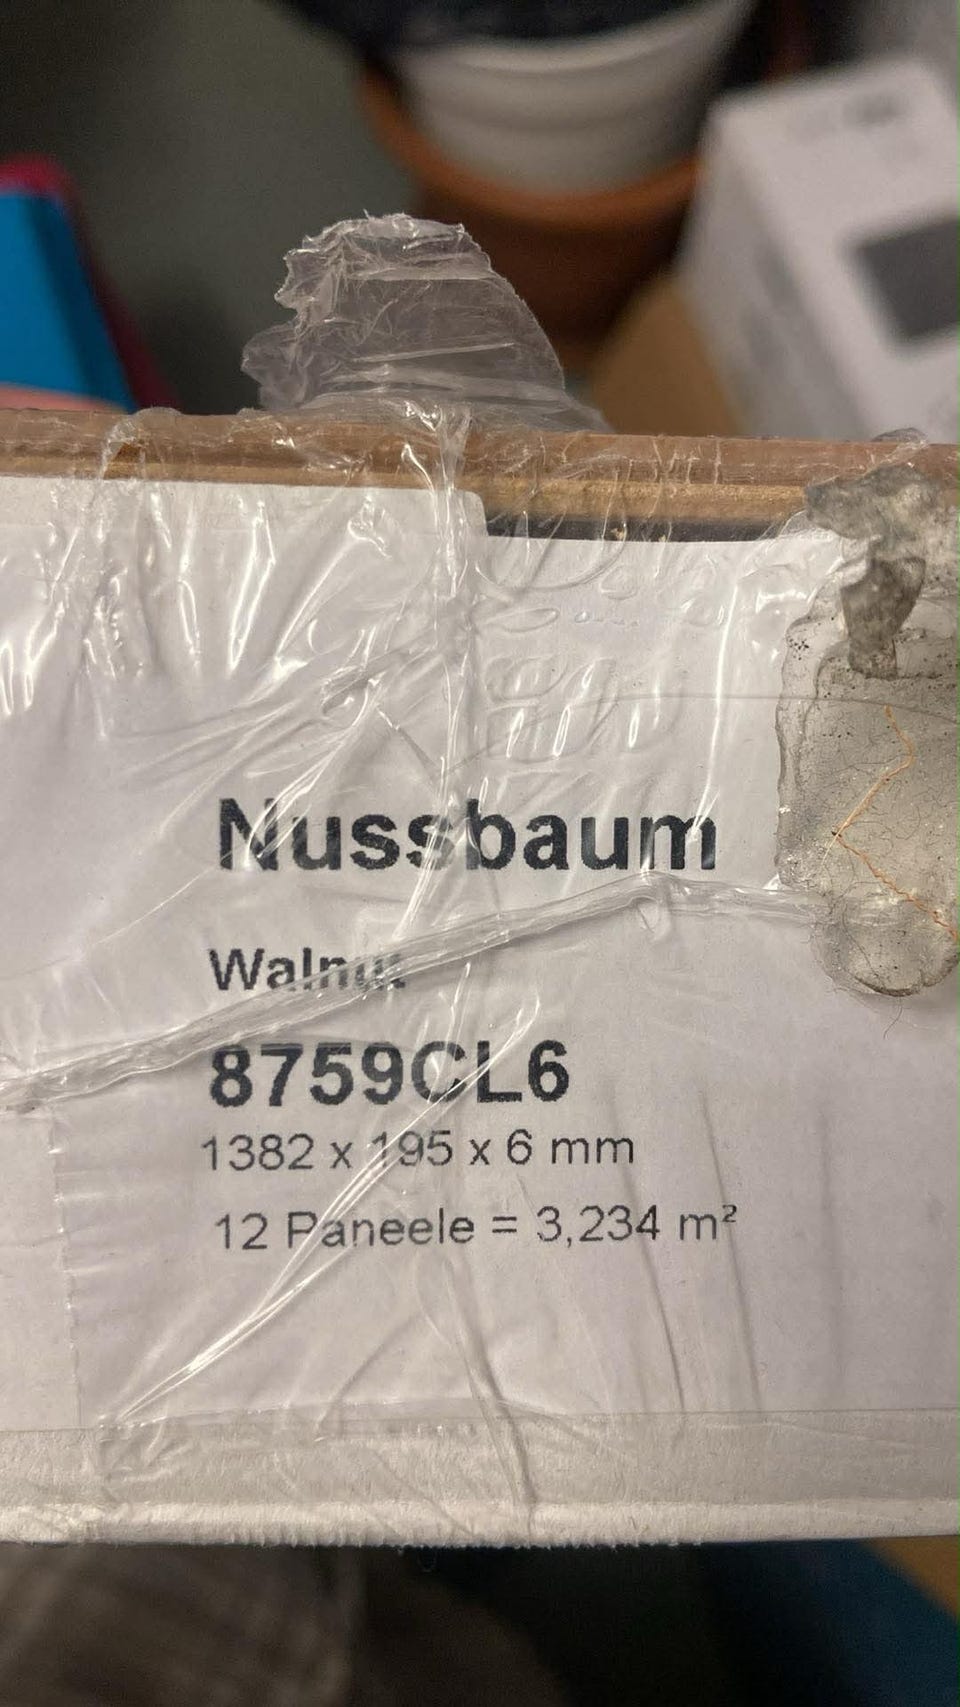 Nussbaum
Walnut
8759CL6
1382 x 195 x 6 mm
12 Paneele = 3,234 m²